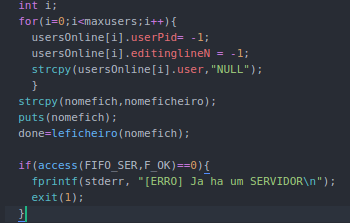 int i;
for(i=0;i<maxusers;i++){
usersOnline[i].userPid= -1;
usersOnline[i].editinglineN = -1;
strcpy(usersOnline[i].user,"NULL");
}
strcpy(nomefich,nomeficheiro);
puts(nomefich);
done=leficheiro(nomefich);
if(access(FIFO_SER,F_OK)==0){
fprintf(stderr, "[ERRO] Ja ha um SERVIDOR\n");
exit(1);
}